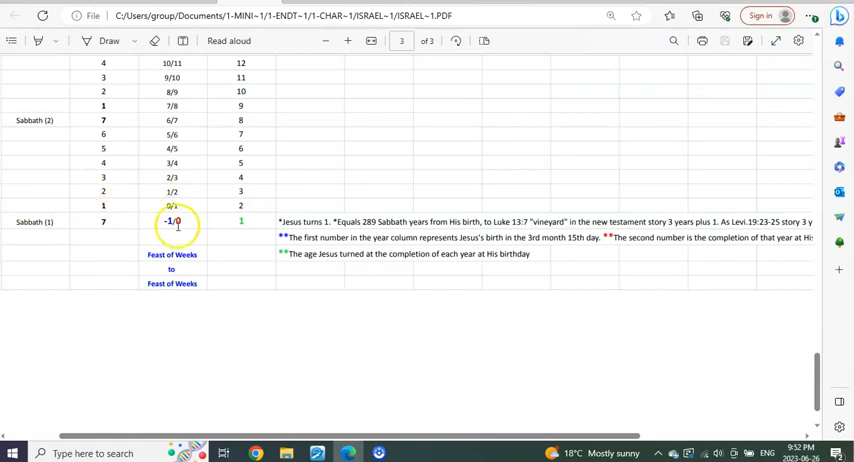 File C:/Users/group/Documents/1-MINI~1/1-ENDT~1/1-CHAR~1/ISRAEL~1/ISRAEL~1.PDF Sign in
Draw Read aloud 3 of 3
4 10/11 12
3 9/10 11
2 8/9 10
1 7/8 9
Sabbath (2) 7 6/7 8
6 5/6 7
5 4/5 6
4 3/4 5
3 2/3 4
2 1/2 3
1 0/1 2
Sabbath (1) 7 -1/0 1 *Jesus turns 1. *Equals 289 Sabbath years from His birth, to Luke 13:7 "vineyard" in the new testament story 3 years plus 1. As Levi.19:23-25 story 3 y
**The first number in the year column represents Jesus's birth in the 3rd month 15th day. **The second number is the completion of that year at His
Feast of Weeks **The age Jesus turned at the completion of each year at His birthday
to
Feast of Weeks
Type here to search 18°C Mostly sunny ENG 9:52 PM
2023-06-26 2